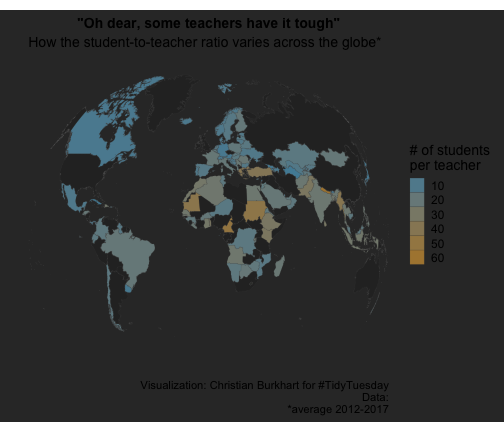 "Oh dear, some teachers have it tough"
How the student-to-teacher ratio varies across the globe*
# of students
per teacher
10
20
30
40
50
60
Visualization: Christian Burkhart for #TidyTuesday
Data:
*average 2012-2017